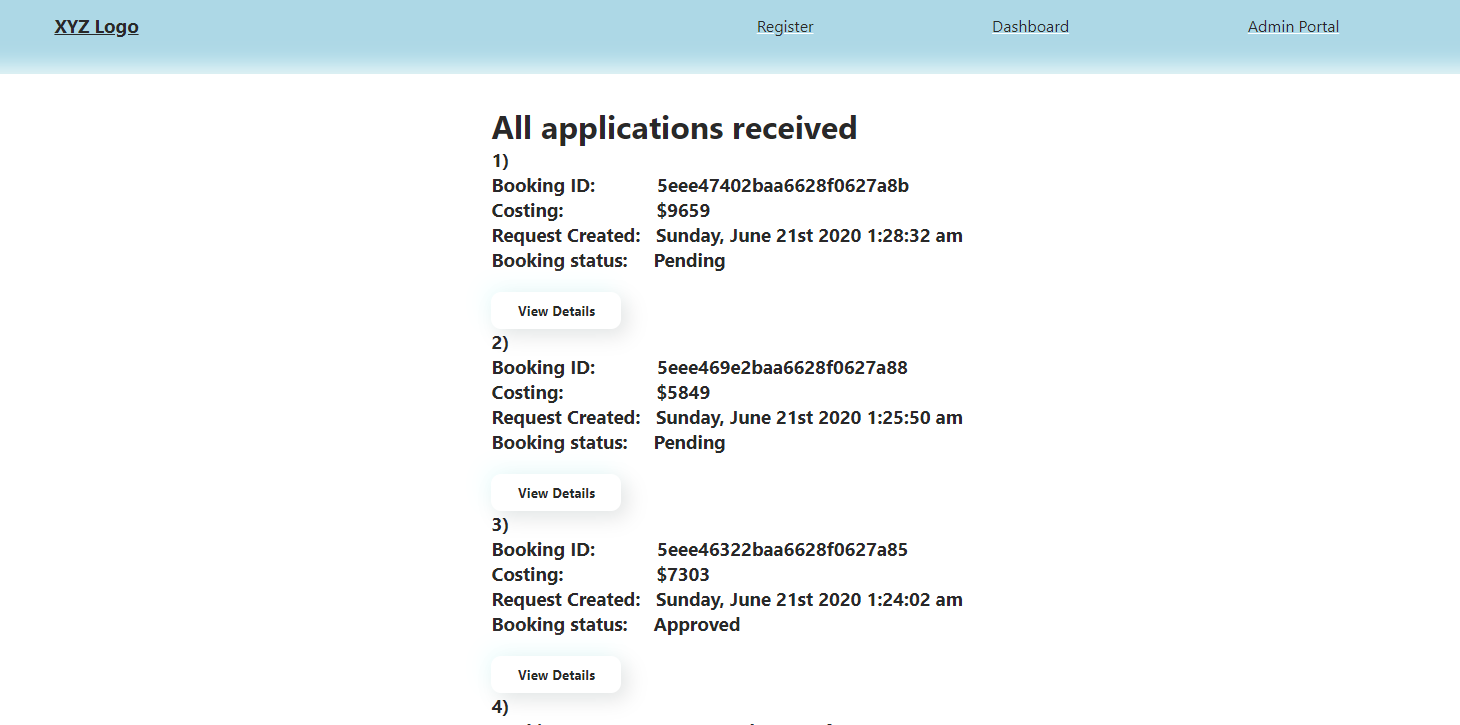 XYZ Logo Register Dashboard Admin Portal
All applications received
1)
Booking ID: 5eee47402baa6628f0627a8b
Costing: $9659
Request Created: Sunday, June 21st 2020 1:28:32 am
Booking status: Pending
View Details
2)
Booking ID: 5eee469e2baa6628f0627a88
Costing: $5849
Request Created: Sunday, June 21st 2020 1:25:50 am
Booking status: Pending
View Details
3)
Booking ID: 5eee46322baa6628f0627a85
Costing: $7303
Request Created: Sunday, June 21st 2020 1:24:02 am
Booking status: Approved
View Details
4)